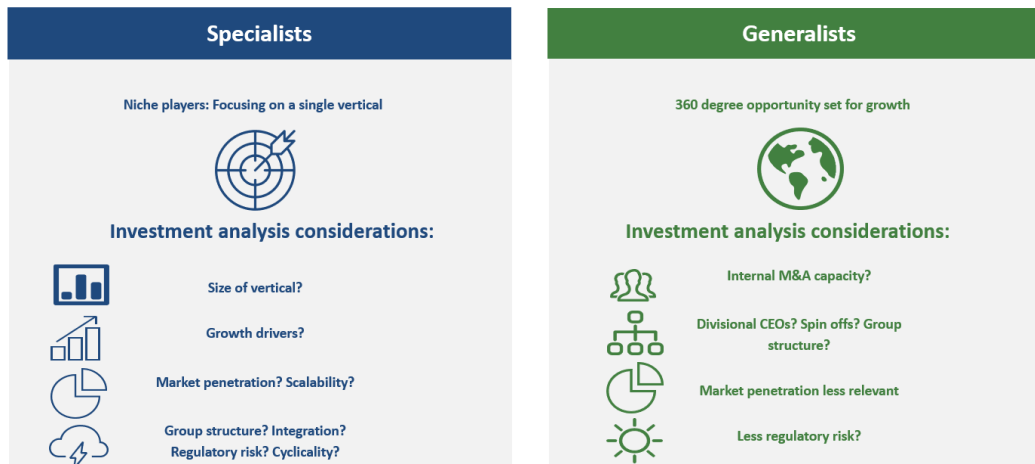 Specialists
Niche players: Focusing on a single vertical
Investment analysis considerations:
Size of vertical?
Growth drivers?
Market penetration? Scalability?
Group structure? Integration?
Regulatory risk? Cyclicality?
Generalists
360 degree opportunity set for growth
Investment analysis considerations:
Internal M&A capacity?
Divisional CEOs? Spin offs? Group
structure?
Market penetration less relevant
Less regulatory risk?